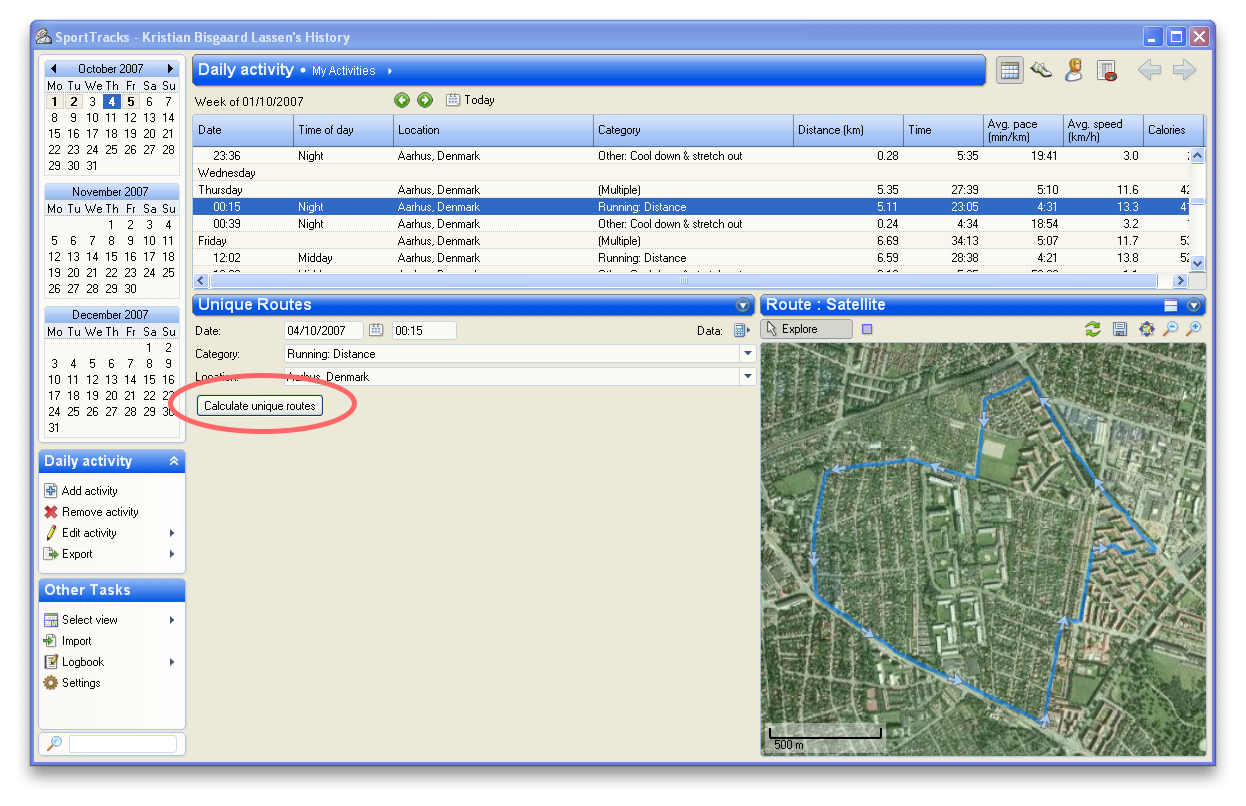 SportTracks - Kristian Bisgaard Lassen's History
October 2007
Mo Tu We Th Fr Sa Su
1 2 3 4 5 6 7
8 9 10 11 12 13 14
15 16 17 18 19 20 21
22 23 24 25 26 27 28
29 30 31
November 2007
Mo Tu We Th Fr Sa Su
1 2 3 4
5 6 7 8 9 10 11
12 13 14 15 16 17 18
19 20 21 22 23 24 25
26 27 28 29 30
December 2007
Mo Tu We Th Fr Sa Su
1 2
3 4 5 6 7 8 9
10 11 12 13 14 15 16
17 18 19 20 21 22 23
24 25 26 27 28 29 30
31
Daily activity
Add activity
Remove activity
Edit activity
Export
Other Tasks
Select view
Import
Logbook
Settings
Daily activity • My Activities
Week of 01/10/2007 Today
Date Time of day Location Category Distance (km) Time Avg. pace (min/km) Avg. speed (km/h) Calories
23:36 Night Aarhus, Denmark Other: Cool down & stretch out 0.28 5:35 19:41 3.0
Wednesday
Thursday Aarhus, Denmark (Multiple) 5.35 27:39 5:10 11.6 42
00:15 Night Aarhus, Denmark Running: Distance 5.11 23:05 4:31 13.3 41
00:39 Night Aarhus, Denmark Other: Cool down & stretch out 0.24 4:34 18:54 3.2
Friday Aarhus, Denmark (Multiple) 6.69 34:13 5:07 11.7 53
12:02 Midday Aarhus, Denmark Running: Distance 6.59 28:38 4:21 13.8 52
Unique Routes
Date: 04/10/2007 00:15 Data:
Category: Running: Distance
Location: Aarhus, Denmark
Calculate unique routes
Route : Satellite
Explore
500 m